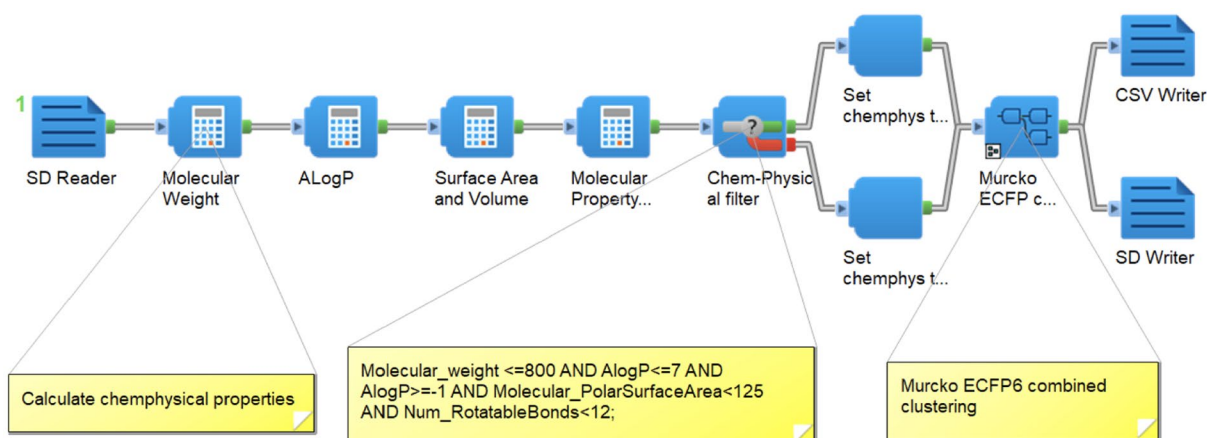 1
SD Reader
Molecular
Weight
ALogP
Surface Area
and Volume
Molecular
Property...
Chem-Physic
al filter
Set
chemphys t...
Set
chemphys t...
Murcko
ECFP c...
CSV Writer
SD Writer
?
Calculate chemphysical properties
Molecular_weight <=800 AND AlogP<=7 AND
AlogP>=-1 AND Molecular_PolarSurfaceArea<125
AND Num_RotatableBonds<12;
Murcko ECFP6 combined
clustering